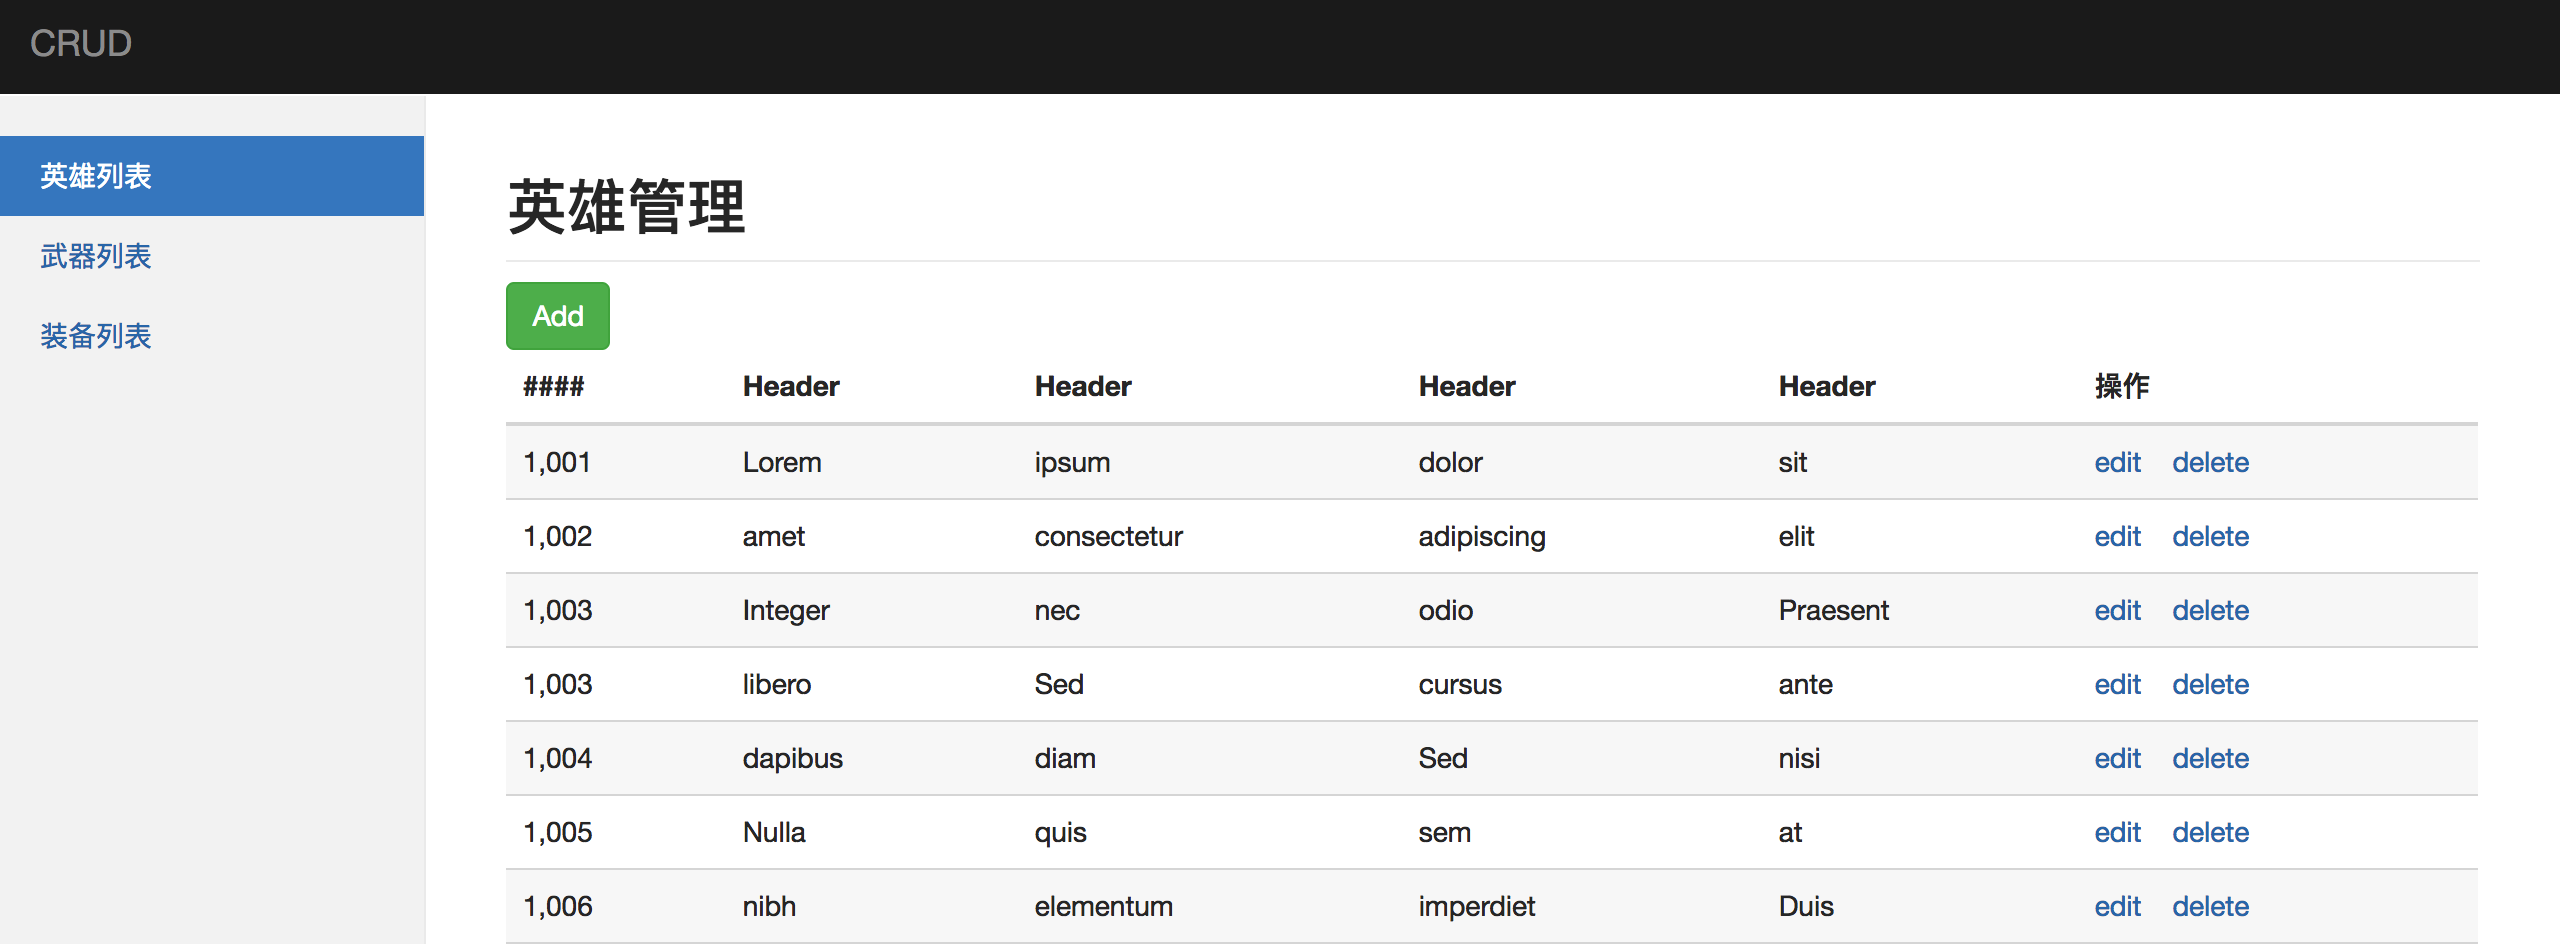 CRUD
英雄列表
武器列表
装备列表
英雄管理
Add
#### Header Header Header Header 操作
1,001 Lorem ipsum dolor sit edit delete
1,002 amet consectetur adipiscing elit edit delete
1,003 Integer nec odio Praesent edit delete
1,003 libero Sed cursus ante edit delete
1,004 dapibus diam Sed nisi edit delete
1,005 Nulla quis sem at edit delete
1,006 nibh elementum imperdiet Duis edit delete